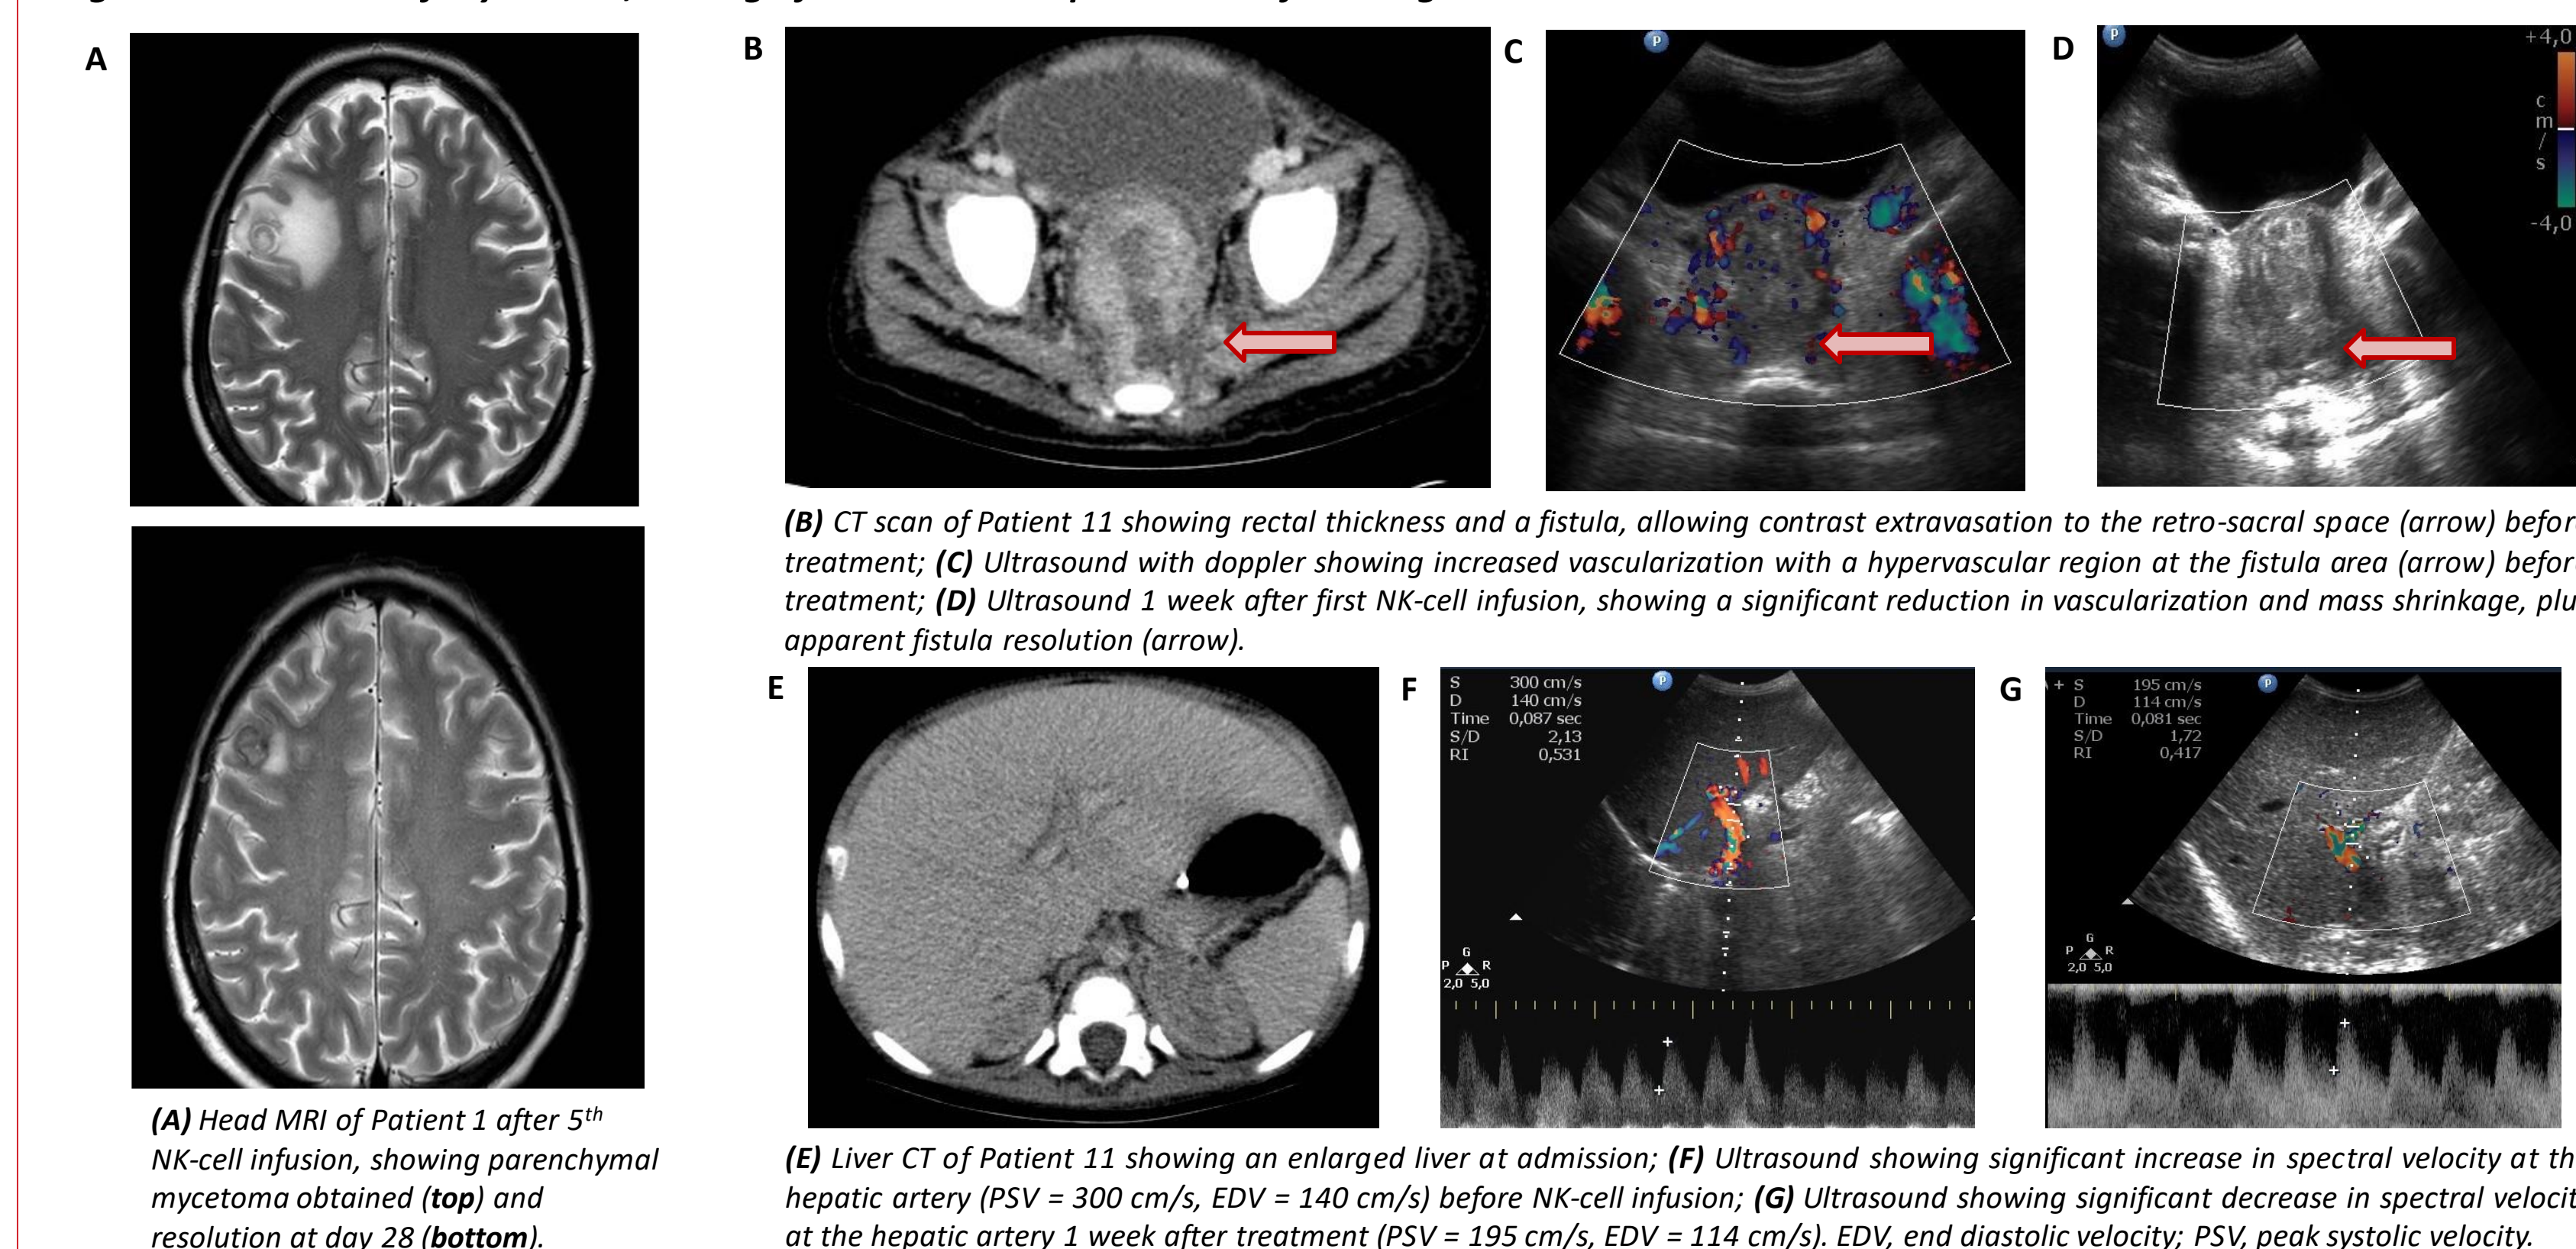 A
B
C
D
P
P
+4,0
c
m
/
s
-4,0
(B) CT scan of Patient 11 showing rectal thickness and a fistula, allowing contrast extravasation to the retro-sacral space (arrow)
treatment; (C) Ultrasound with doppler showing increased vascularization with a hypervascular region at the fistula area (arrow)
treatment; (D) Ultrasound 1 week after first NK-cell infusion, showing a significant reduction in vascularization and mass shrinkage,
apparent fistula resolution (arrow).
E
F
G
S 300 cm/s
D 140 cm/s
Time 0,087 sec
S/D 2,13
RI 0,531
P
G
P R
2,0 5,0
+ S 195 cm/s
D 114 cm/s
Time 0,081 sec
S/D 1,72
RI 0,417
P
G
P R
2,0 5,0
(A) Head MRI of Patient 1 after 5th
NK-cell infusion, showing parenchymal
mycetoma obtained (top) and
resolution at day 28 (bottom).
(E) Liver CT of Patient 11 showing an enlarged liver at admission; (F) Ultrasound showing significant increase in spectral velocity at
hepatic artery (PSV = 300 cm/s, EDV = 140 cm/s) before NK-cell infusion; (G) Ultrasound showing significant decrease in spectral
at the hepatic artery 1 week after treatment (PSV = 195 cm/s, EDV = 114 cm/s). EDV, end diastolic velocity; PSV, peak systolic velocity.